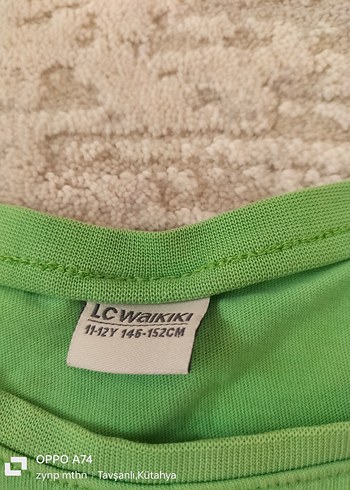 LC WAIKIKI
11-12Y 146-152CM
OPPO A74
zynp mthn | Tavşanlı,Kütahya